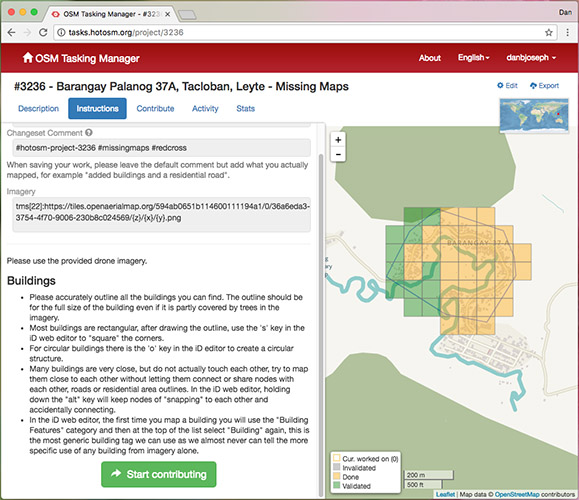 OSM Tasking Manager - #323
Dan
tasks.hotosm.org/project/3236
OSM Tasking Manager
About
English
danbjoseph
#3236 - Barangay Palanog 37A, Tacloban, Leyte - Missing Maps
Edit
Export
Description
Instructions
Contribute
Activity
Stats
Changeset Comment
#hotosm-project-3236 #missingmaps #redcross
When saving your work, please leave the default comment but add what you actually
mapped, for example "added buildings and a residential road".
Imagery
tms[22]:https://tiles.openaerialmap.org/594ab0651b114600111194a1/0/36a6eda3-
3754-4f70-9006-230b8c024569/{z}/{x}/{y}.png
Please use the provided drone imagery.
Buildings
Please accurately outline all the buildings you can find. The outline should be
for the full size of the building even if it is partly covered by trees in the
imagery.
Most buildings are rectangular, after drawing the outline, use the 's' key in the
iD web editor to "square" the corners.
For circular buildings there is the 'o' key in the iD editor to create a circular
structure.
Many buildings are very close, but do not actually touch each other, try to map
them close to each other without letting them connect or share nodes with
each other, roads or residential area outlines. In the iD web editor, holding
down the "alt" key will keep nodes of "snapping" to each other and
accidentally connecting.
In the iD web editor, the first time you map a building you will use the "Building
Features" category and then at the top of the list select "Building" again, this is
the most generic building tag we can use as we almost never can tell the
more specific use of any building from imagery alone.
Start contributing
+
-
BARANGAY 37 A
Cur. worked on (0)
Invalidated
Done
Validated
200 m
500 ft
Leaflet | Map data © OpenStreetMap contributors